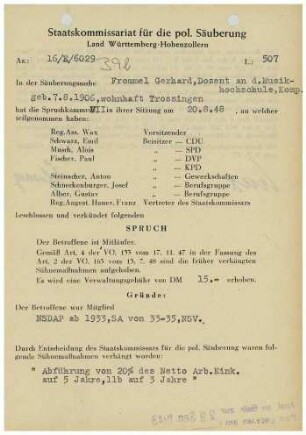 Staatskommissariat für die pol. Säuberung
Land Württemberg-Hohenzollern
Az.: 16/E/6029 392 L: 507
In der Säuberungssache Frommel Gerhard, Dozent an d. Musik-
hochschule, Komp.
geb. 7.8.1906, wohnhaft Trossingen
hat die Spruchkammer VII in ihrer Sitzung am 20.8.48, an welcher
teilgenommen haben:
Reg.Ass. Wax Vorsitzender
Schwarz, Emil Beisitzer – CDU
Munk, Alois „ – SPD
Fischer, Paul „ – DVP
„ – KPD
Steinacher, Anton „ – Gewerkschaften
Schneckenburger, Josef „ – Berufsgruppe
Alber, Gustav „ – Berufsgruppe
Reg.Angest. Hauser, Franz Vertreter des Staatskommissars
beschlossen und verkündet folgenden
SPRUCH
Der Betroffene ist Mitläufer.
Gemäß Art. 4 der VO. 133 vom 17. 11. 47 in der Fassung des
Art. 2 der VO. 165 vom 13. 7. 48 sind die früher verhängten
Sühnemaßnahmen aufgehoben.
Es wird eine Verwaltungsgebühr von DM 15.— erhoben.
Gründe:
Der Betroffene war Mitglied
NSDAP ab 1933, SA von 33-35, NSV.
Durch Entscheidung des Staatskommissars für die pol. Säuberung waren fol-
gende Sühnemaßnahmen verhängt worden:
" Abführung von 20% des Netto Arb.Eink.
auf 5 Jahre, 11b auf 3 Jahre "